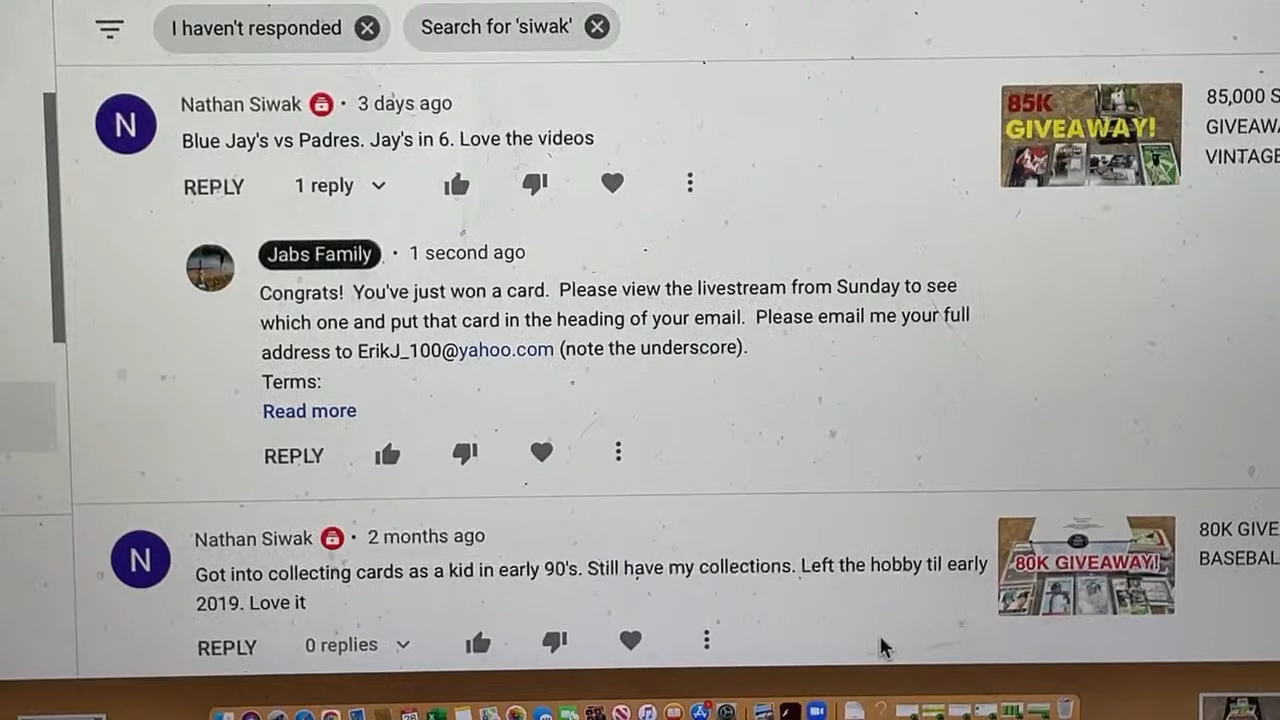 I haven't responded
Search for 'siwak'
N
Nathan Siwak • 3 days ago
Blue Jay's vs Padres. Jay's in 6. Love the videos
REPLY 1 reply
85K
GIVEAWAY!
85,000 S
GIVEAWA
VINTAGE
Jabs Family • 1 second ago
Congrats! You've just won a card. Please view the livestream from Sunday to see
which one and put that card in the heading of your email. Please email me your full
address to ErikJ_100@yahoo.com (note the underscore).
Terms:
Read more
REPLY
N
Nathan Siwak • 2 months ago
Got into collecting cards as a kid in early 90's. Still have my collections. Left the hobby til early
2019. Love it
REPLY 0 replies
80K GIVEAWAY!
80K GIVE
BASEBAL
28